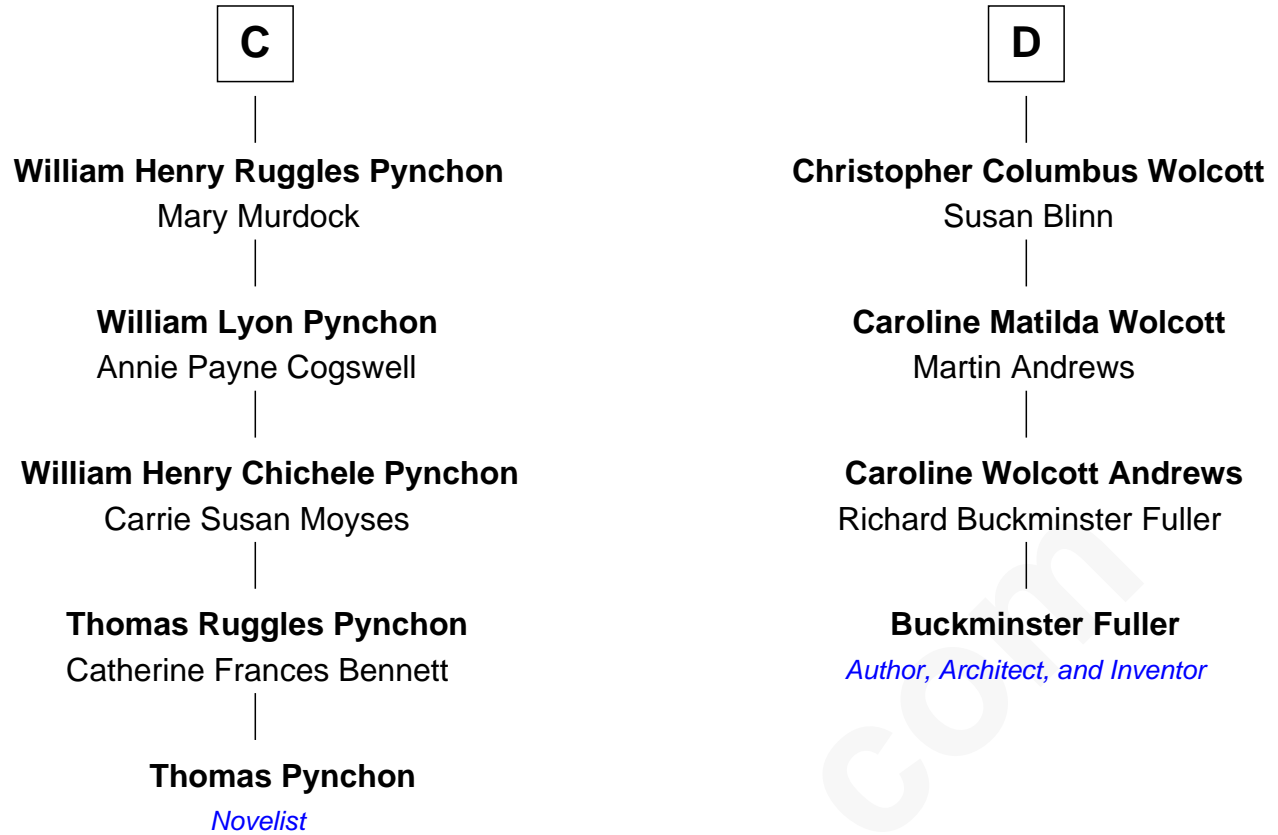 C
William Henry Ruggles Pynchon
Mary Murdock
William Lyon Pynchon
Annie Payne Cogswell
William Henry Chichele Pynchon
Carrie Susan Moyses
Thomas Ruggles Pynchon
Catherine Frances Bennett
Thomas Pynchon
Novelist
D
Christopher Columbus Wolcott
Susan Blinn
Caroline Matilda Wolcott
Martin Andrews
Caroline Wolcott Andrews
Richard Buckminster Fuller
Buckminster Fuller
Author, Architect, and Inventor
com